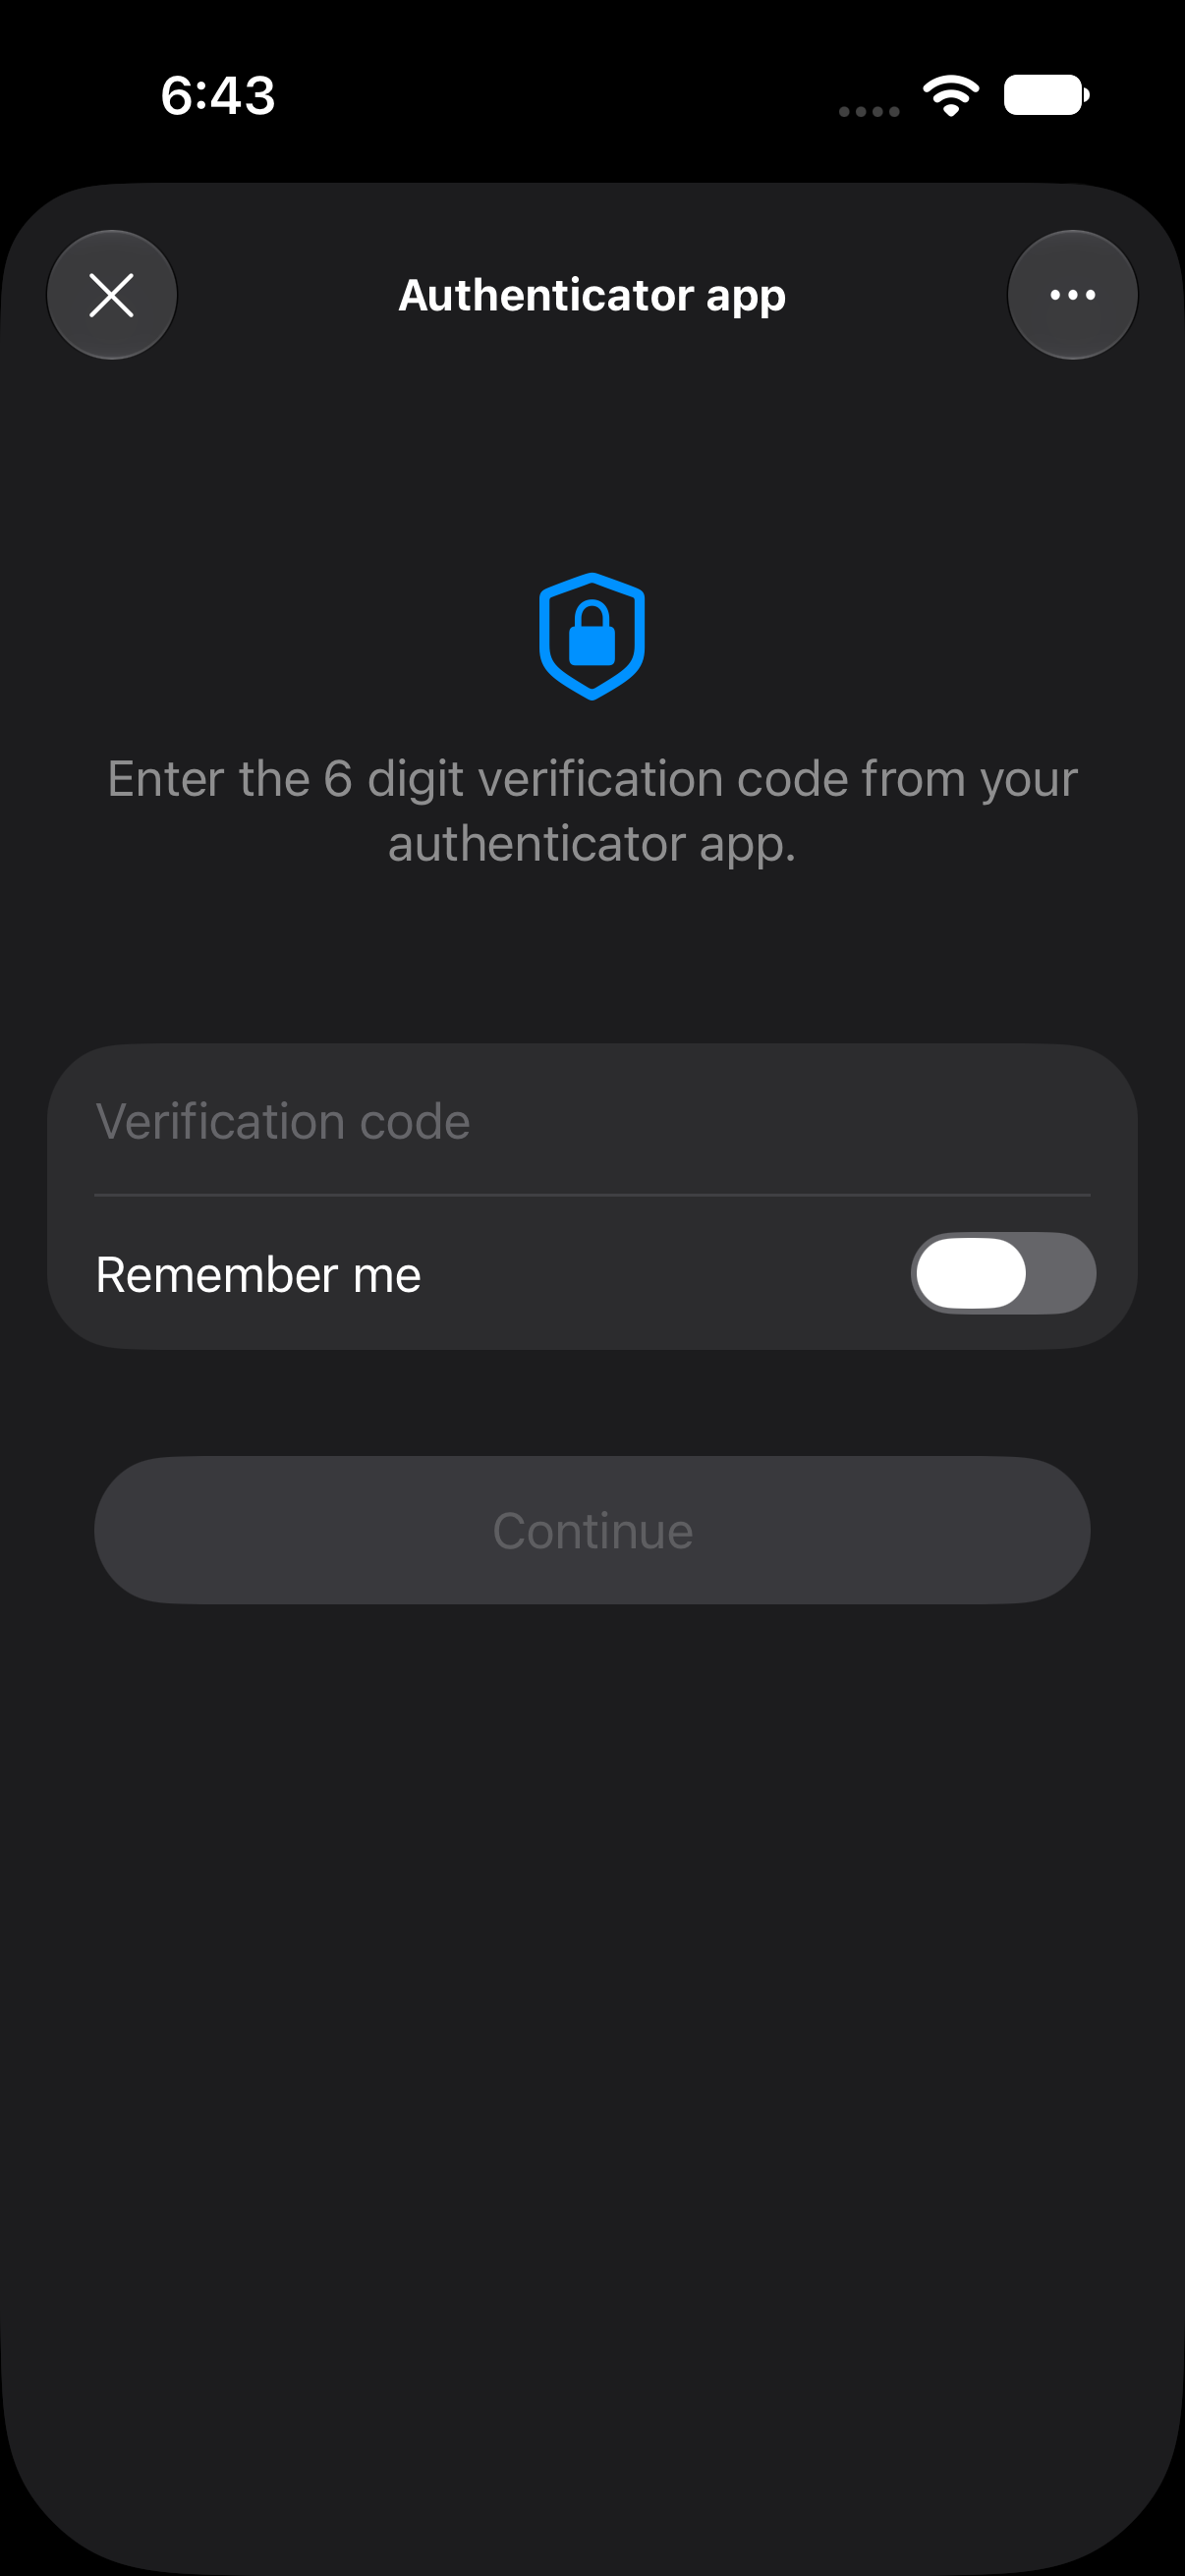 6:43
Authenticator app
Enter the 6 digit verification code from your
authenticator app.
Verification code
Remember me
Continue